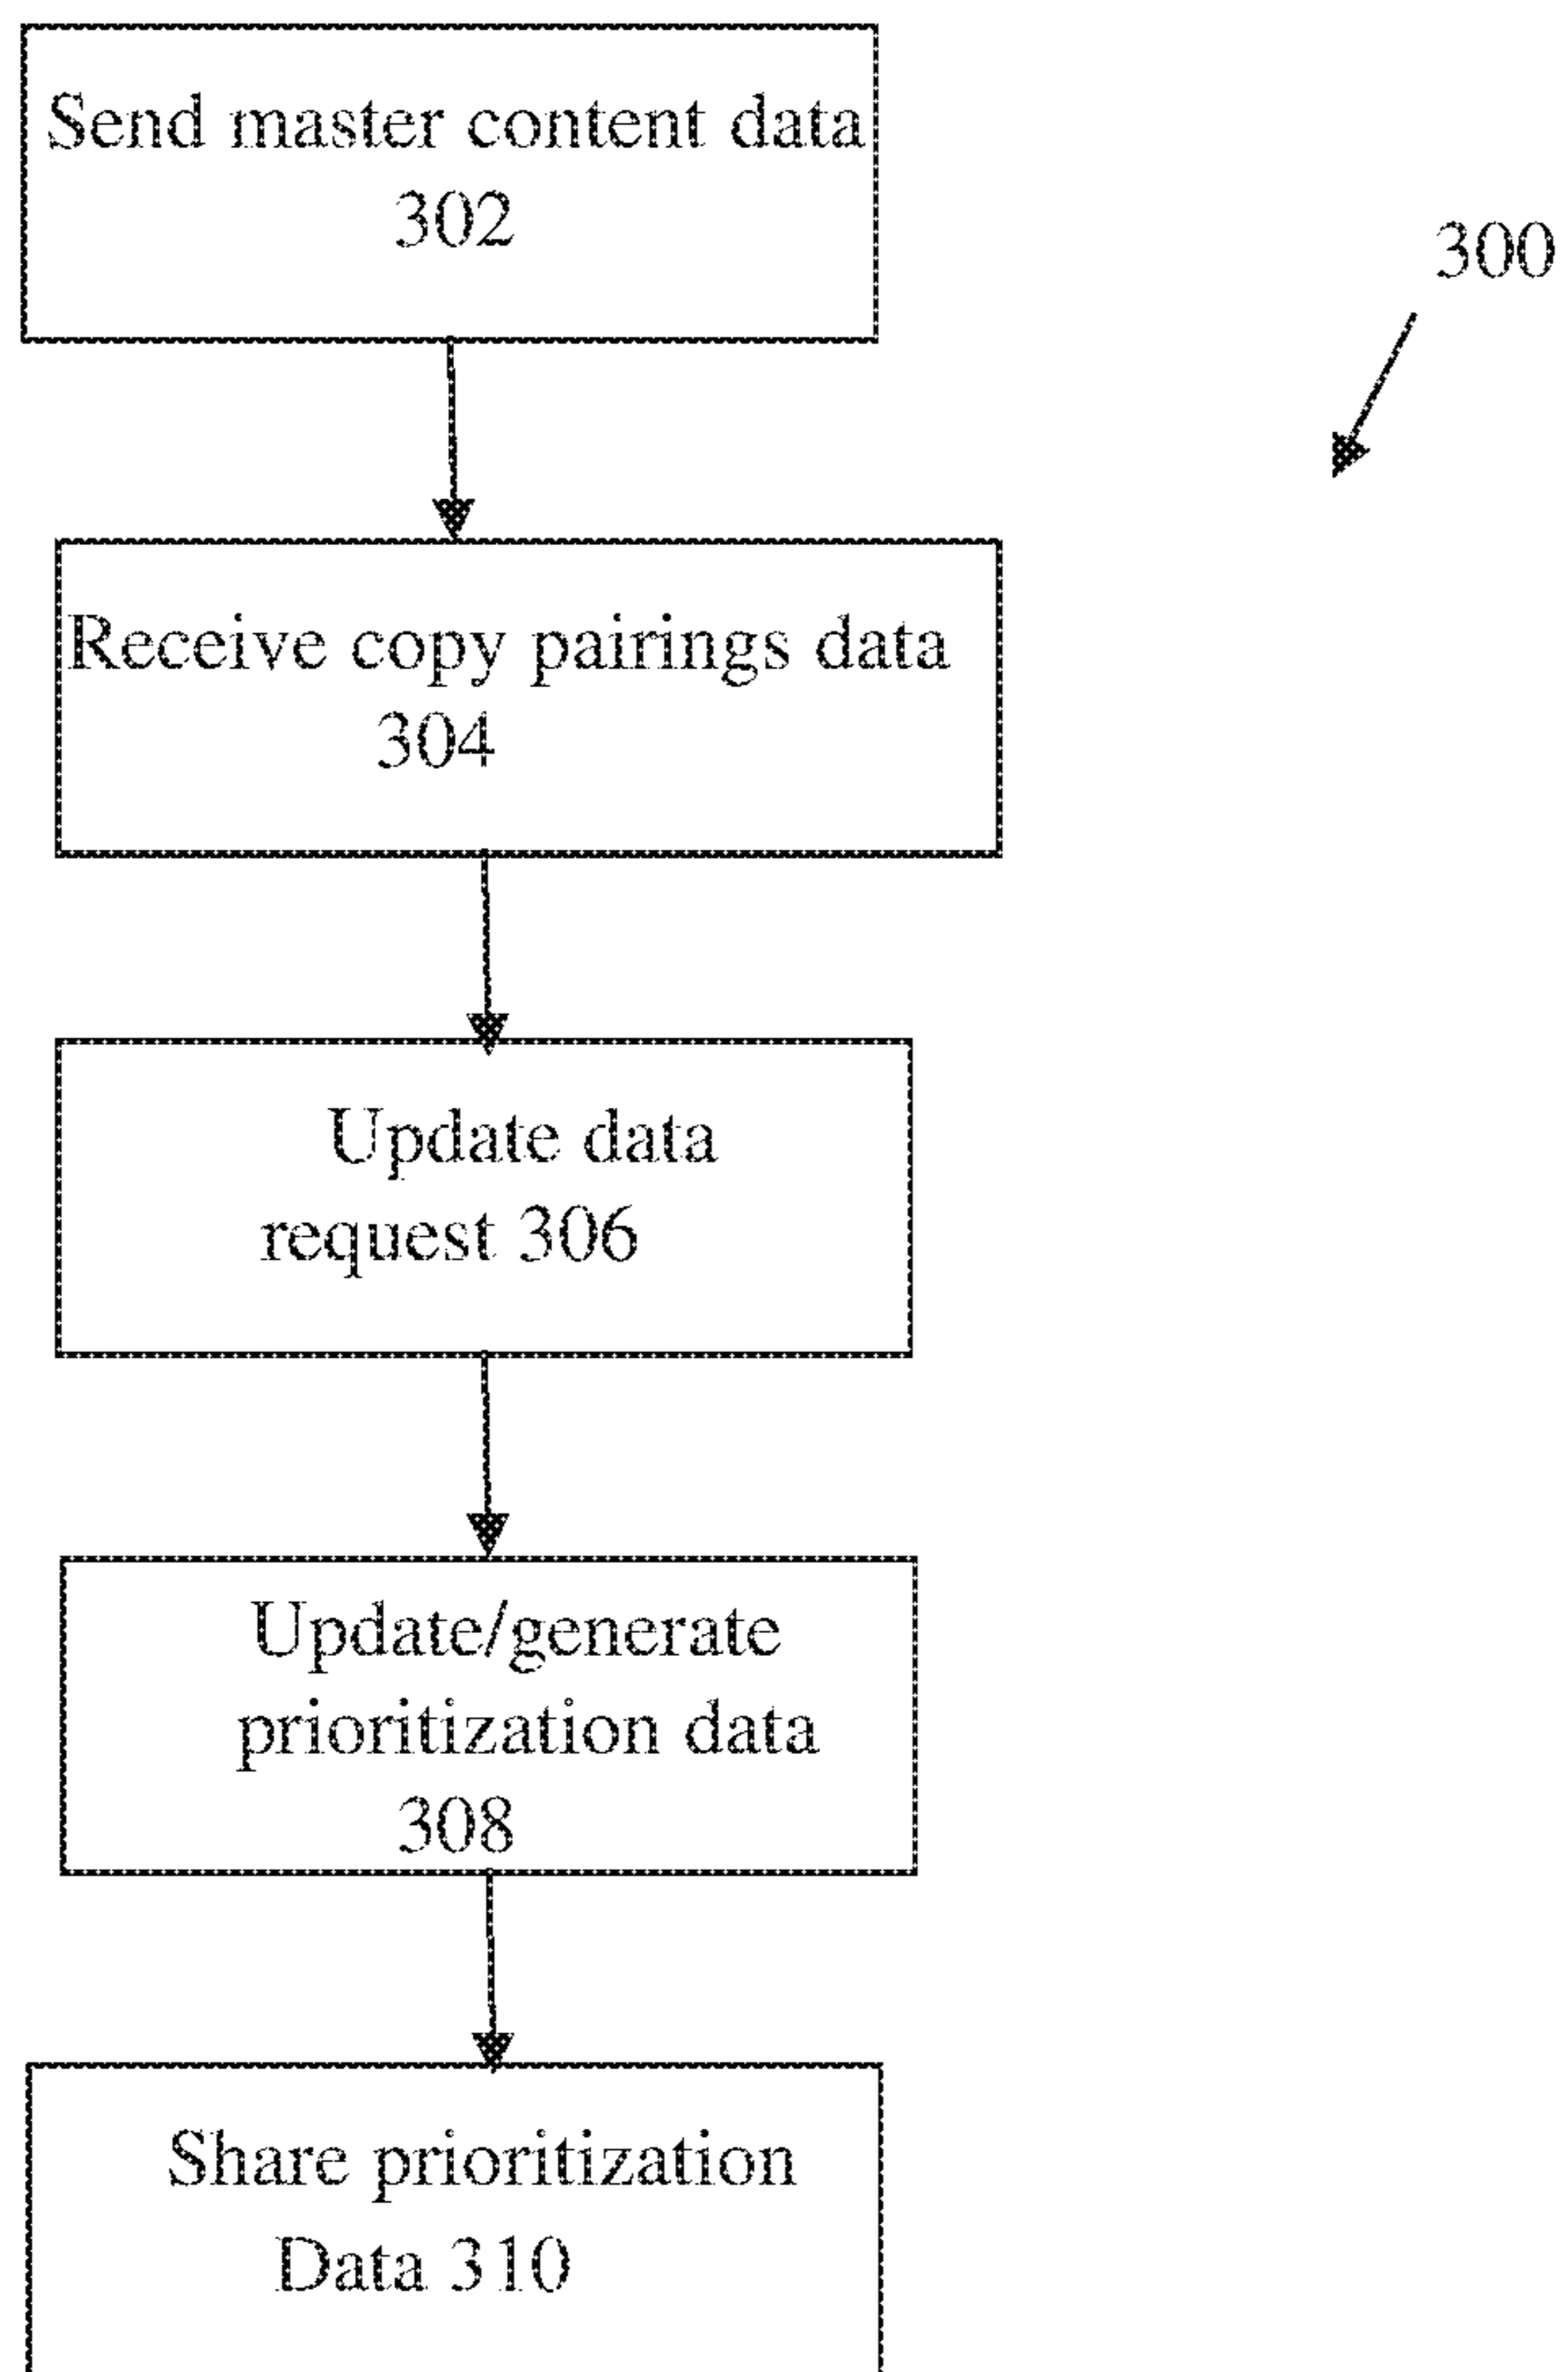 Send master content data
302
300
Receive copy pairings data
304
Update data
request 306
Update/generate
prioritization data
308
Share prioritization
Data 310